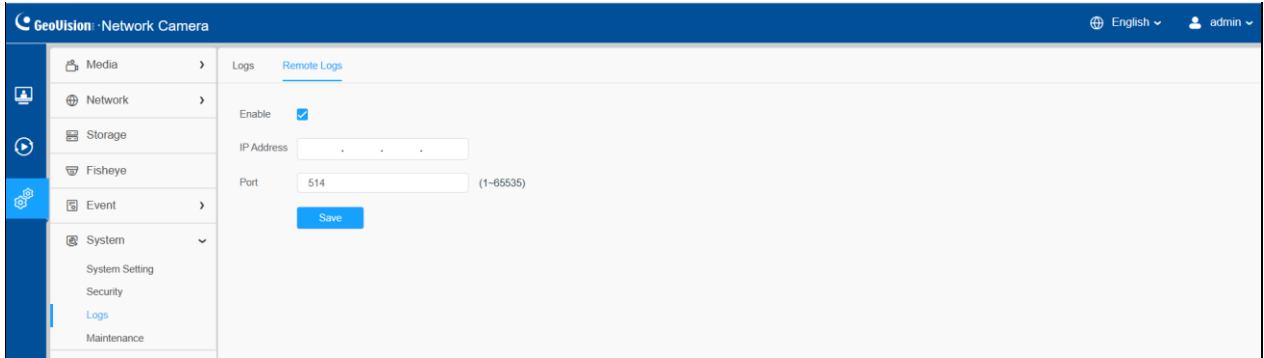 GeoVision Network Camera
English
admin
Media
Network
Storage
Fisheye
Event
System
System Setting
Security
Logs
Maintenance
Logs Remote Logs
Enable
IP Address . . .
Port 514 (1~65535)
Save